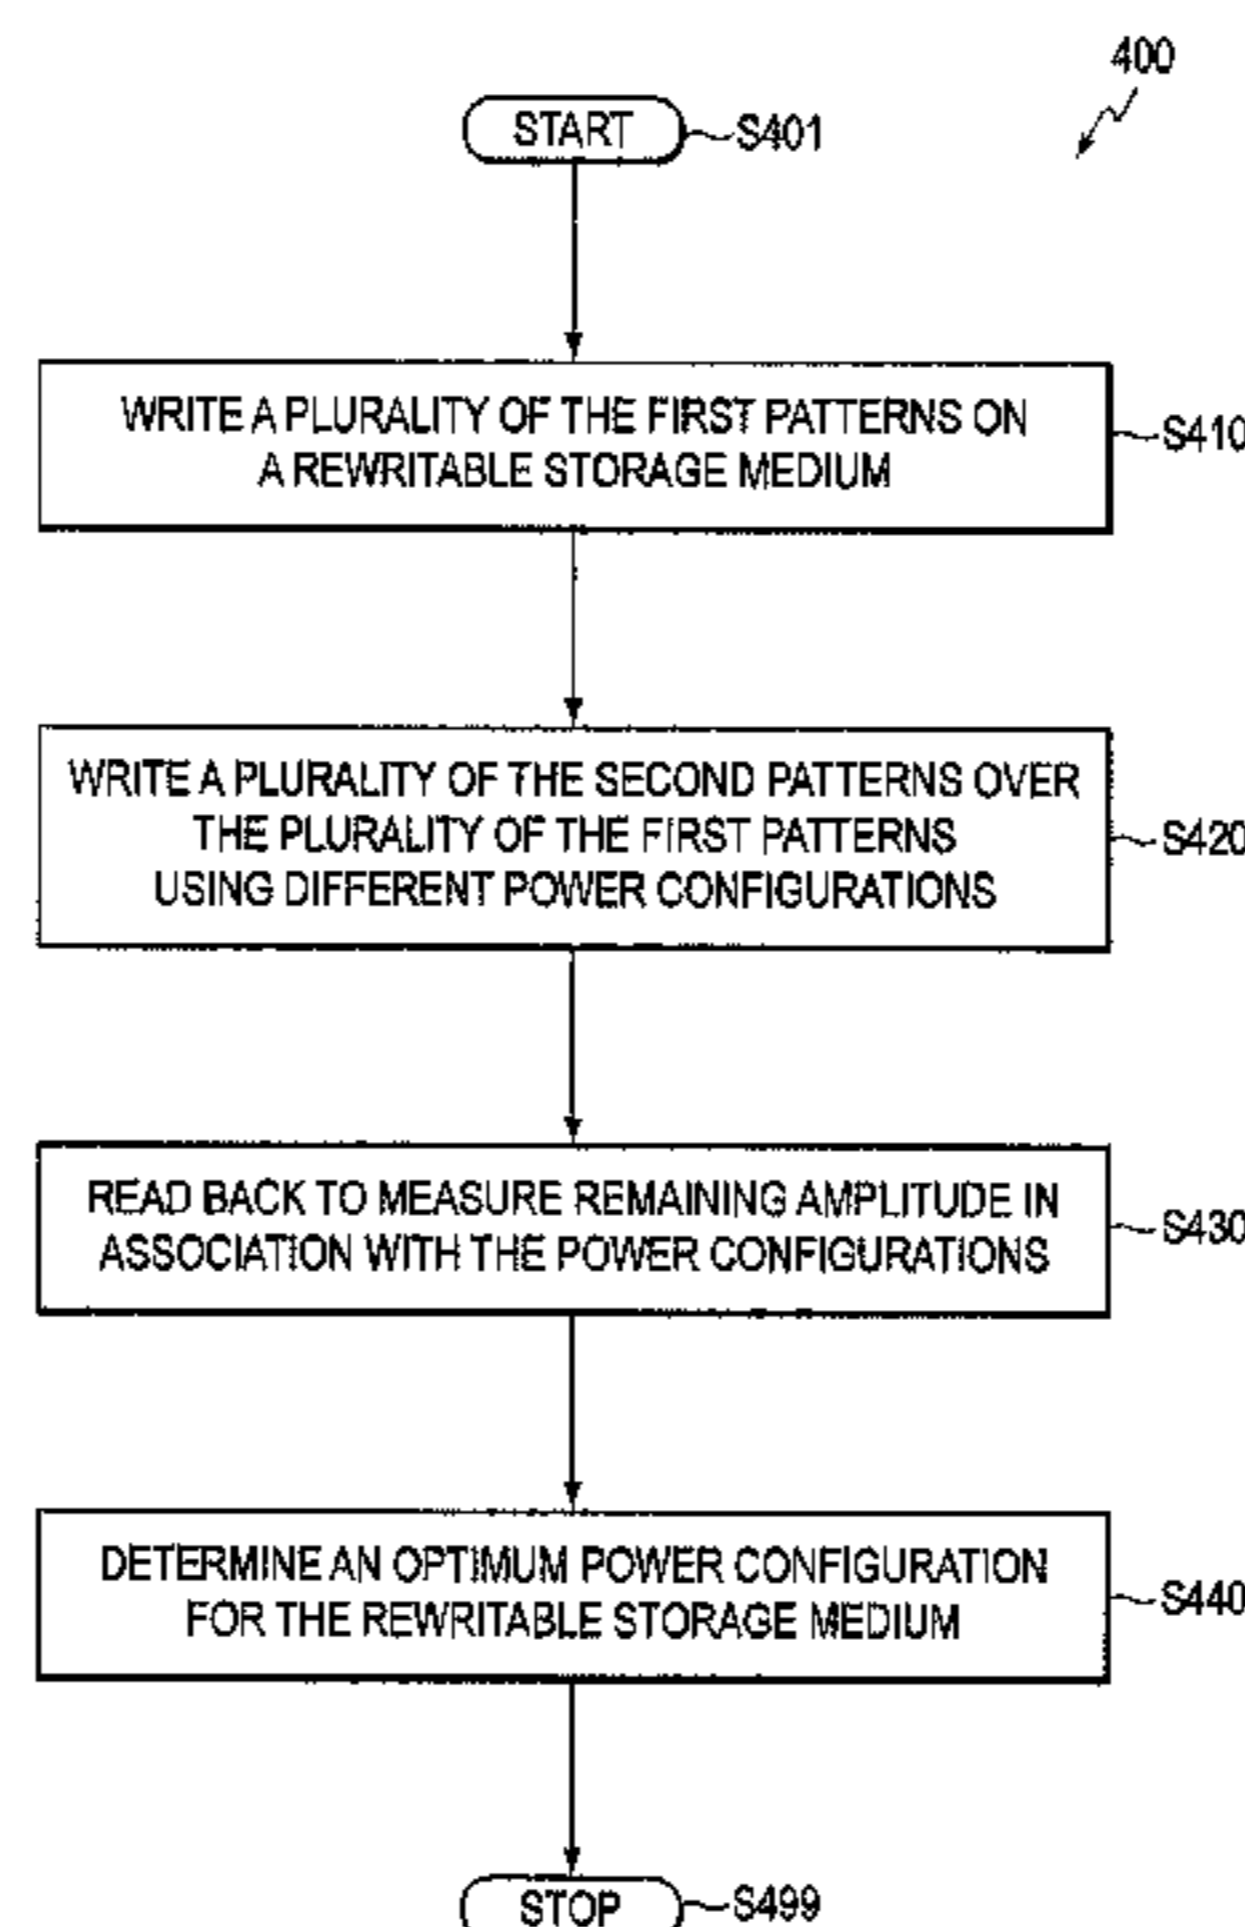 400
START
S401
WRITE A PLURALITY OF THE FIRST PATTERNS ON
A REWRITABLE STORAGE MEDIUM
S410
WRITE A PLURALITY OF THE SECOND PATTERNS OVER
THE PLURALITY OF THE FIRST PATTERNS
USING DIFFERENT POWER CONFIGURATIONS
S420
READ BACK TO MEASURE REMAINING AMPLITUDE IN
ASSOCIATION WITH THE POWER CONFIGURATIONS
S430
DETERMINE AN OPTIMUM POWER CONFIGURATION
FOR THE REWRITABLE STORAGE MEDIUM
S440
STOP
S499